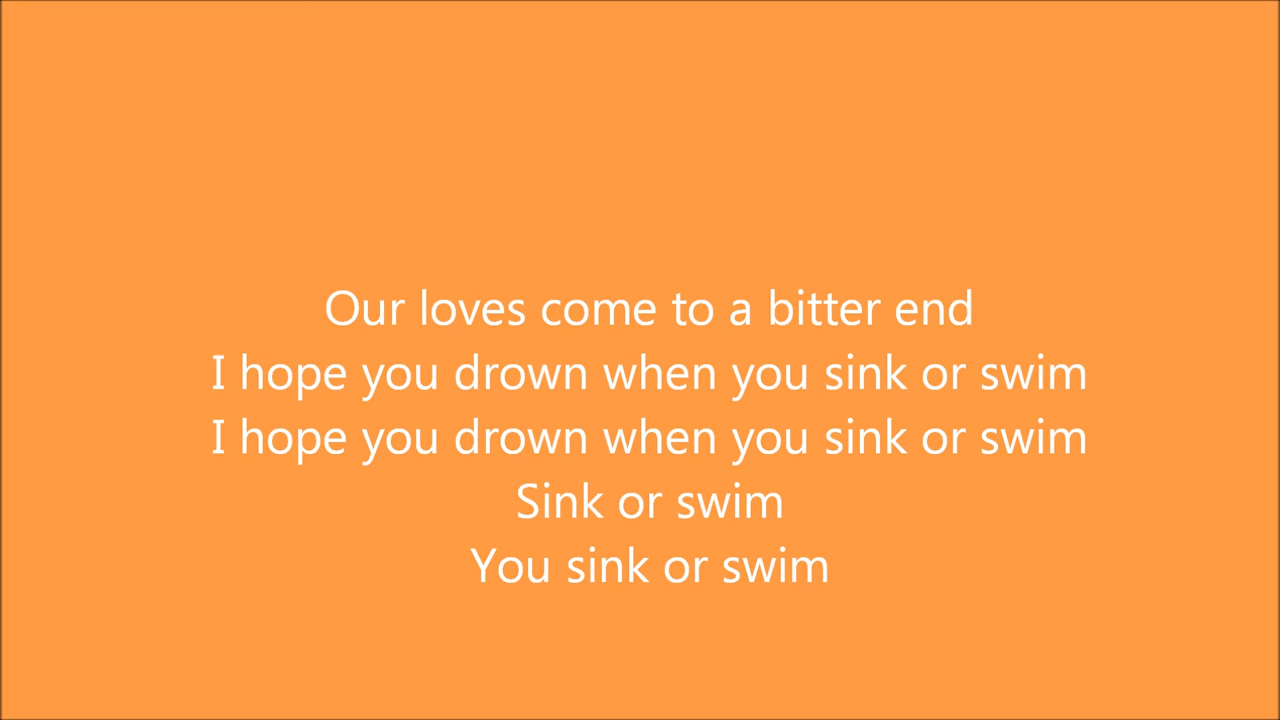 Our loves come to a bitter end
I hope you drown when you sink or swim
I hope you drown when you sink or swim
Sink or swim
You sink or swim